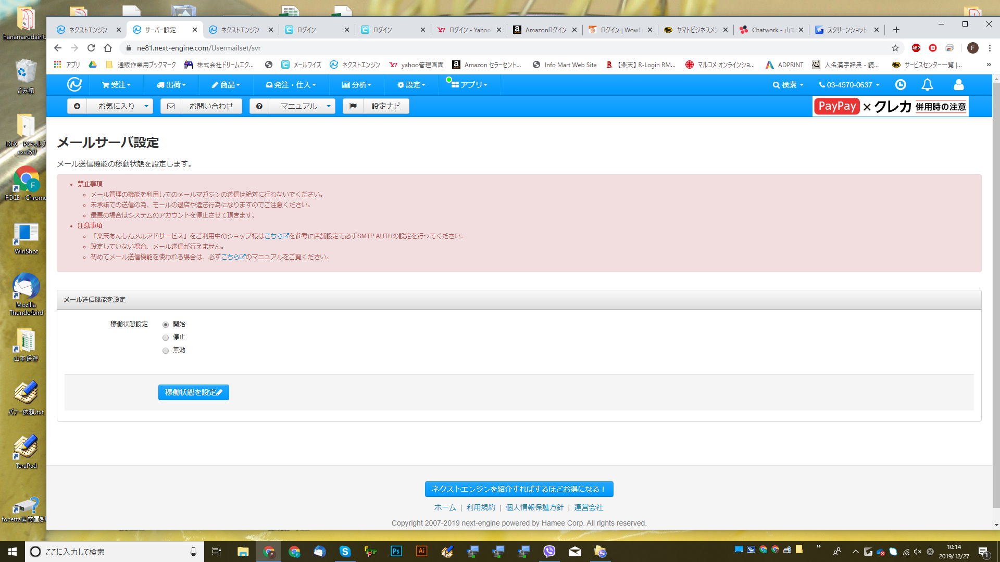 hanamarudairit
ごみ箱
DEX - PCヘルプ
_exeあり
FOCE - Chrome
WinShot
Mozilla
Thunderbird
山本保存
バナー依頼.txt
TeraPad
focetta素材置き場
ネクストエンジン
サーバー設定
ネクストエンジン
ログイン
ログイン
ログイン - Yahoo!
Amazonログイン
ログイン | Wow!
ヤマトビジネスメン
Chatwork - 山本
スクリーンショット
ne81.next-engine.com/Usermailset/svr
ABP
F
アプリ
通販作業用ブックマーク
株式会社ドリームエク...
メールワイズ
ネクストエンジン
yahoo管理画面
Amazon セラーセント...
Info Mart Web Site
【楽天】R-Login RM...
マルコメ オンラインショ...
ADPRINT
人名漢字辞典 - 読...
サービスセンター一覧 |...
»
受注
出荷
商品
発注・仕入
分析
設定
アプリ
検索
03-4570-0637
お気に入り
お問い合わせ
マニュアル
設定ナビ
PayPay×クレカ 併用時の注意
メールサーバ設定
メール送信機能の稼動状態を設定します。
禁止事項
メール管理の機能を利用してのメールマガジンの送信は絶対に行わないでください。
未承諾での送信の為、モールの退店や違法行為になりますのでご注意ください。
最悪の場合はシステムのアカウントを停止させて頂きます。
注意事項
「楽天あんしんメルアドサービス」をご利用中のショップ様はこちらを参考に店舗設定で必ずSMTP AUTHの設定を行ってください。
設定していない場合、メール送信が行えません。
初めてメール送信機能を使われる場合は、必ずこちらのマニュアルをご覧ください。
メール送信機能を設定
稼働状態設定
開始
停止
無効
稼働状態を設定
ネクストエンジンを紹介すればするほどお得になる！
ホーム | 利用規約 | 個人情報保護方針 | 運営会社
Copyright 2007-2019 next-engine powered by Hamee Corp. All rights reserved.
ここに入力して検索
10:14
2019/12/27
1